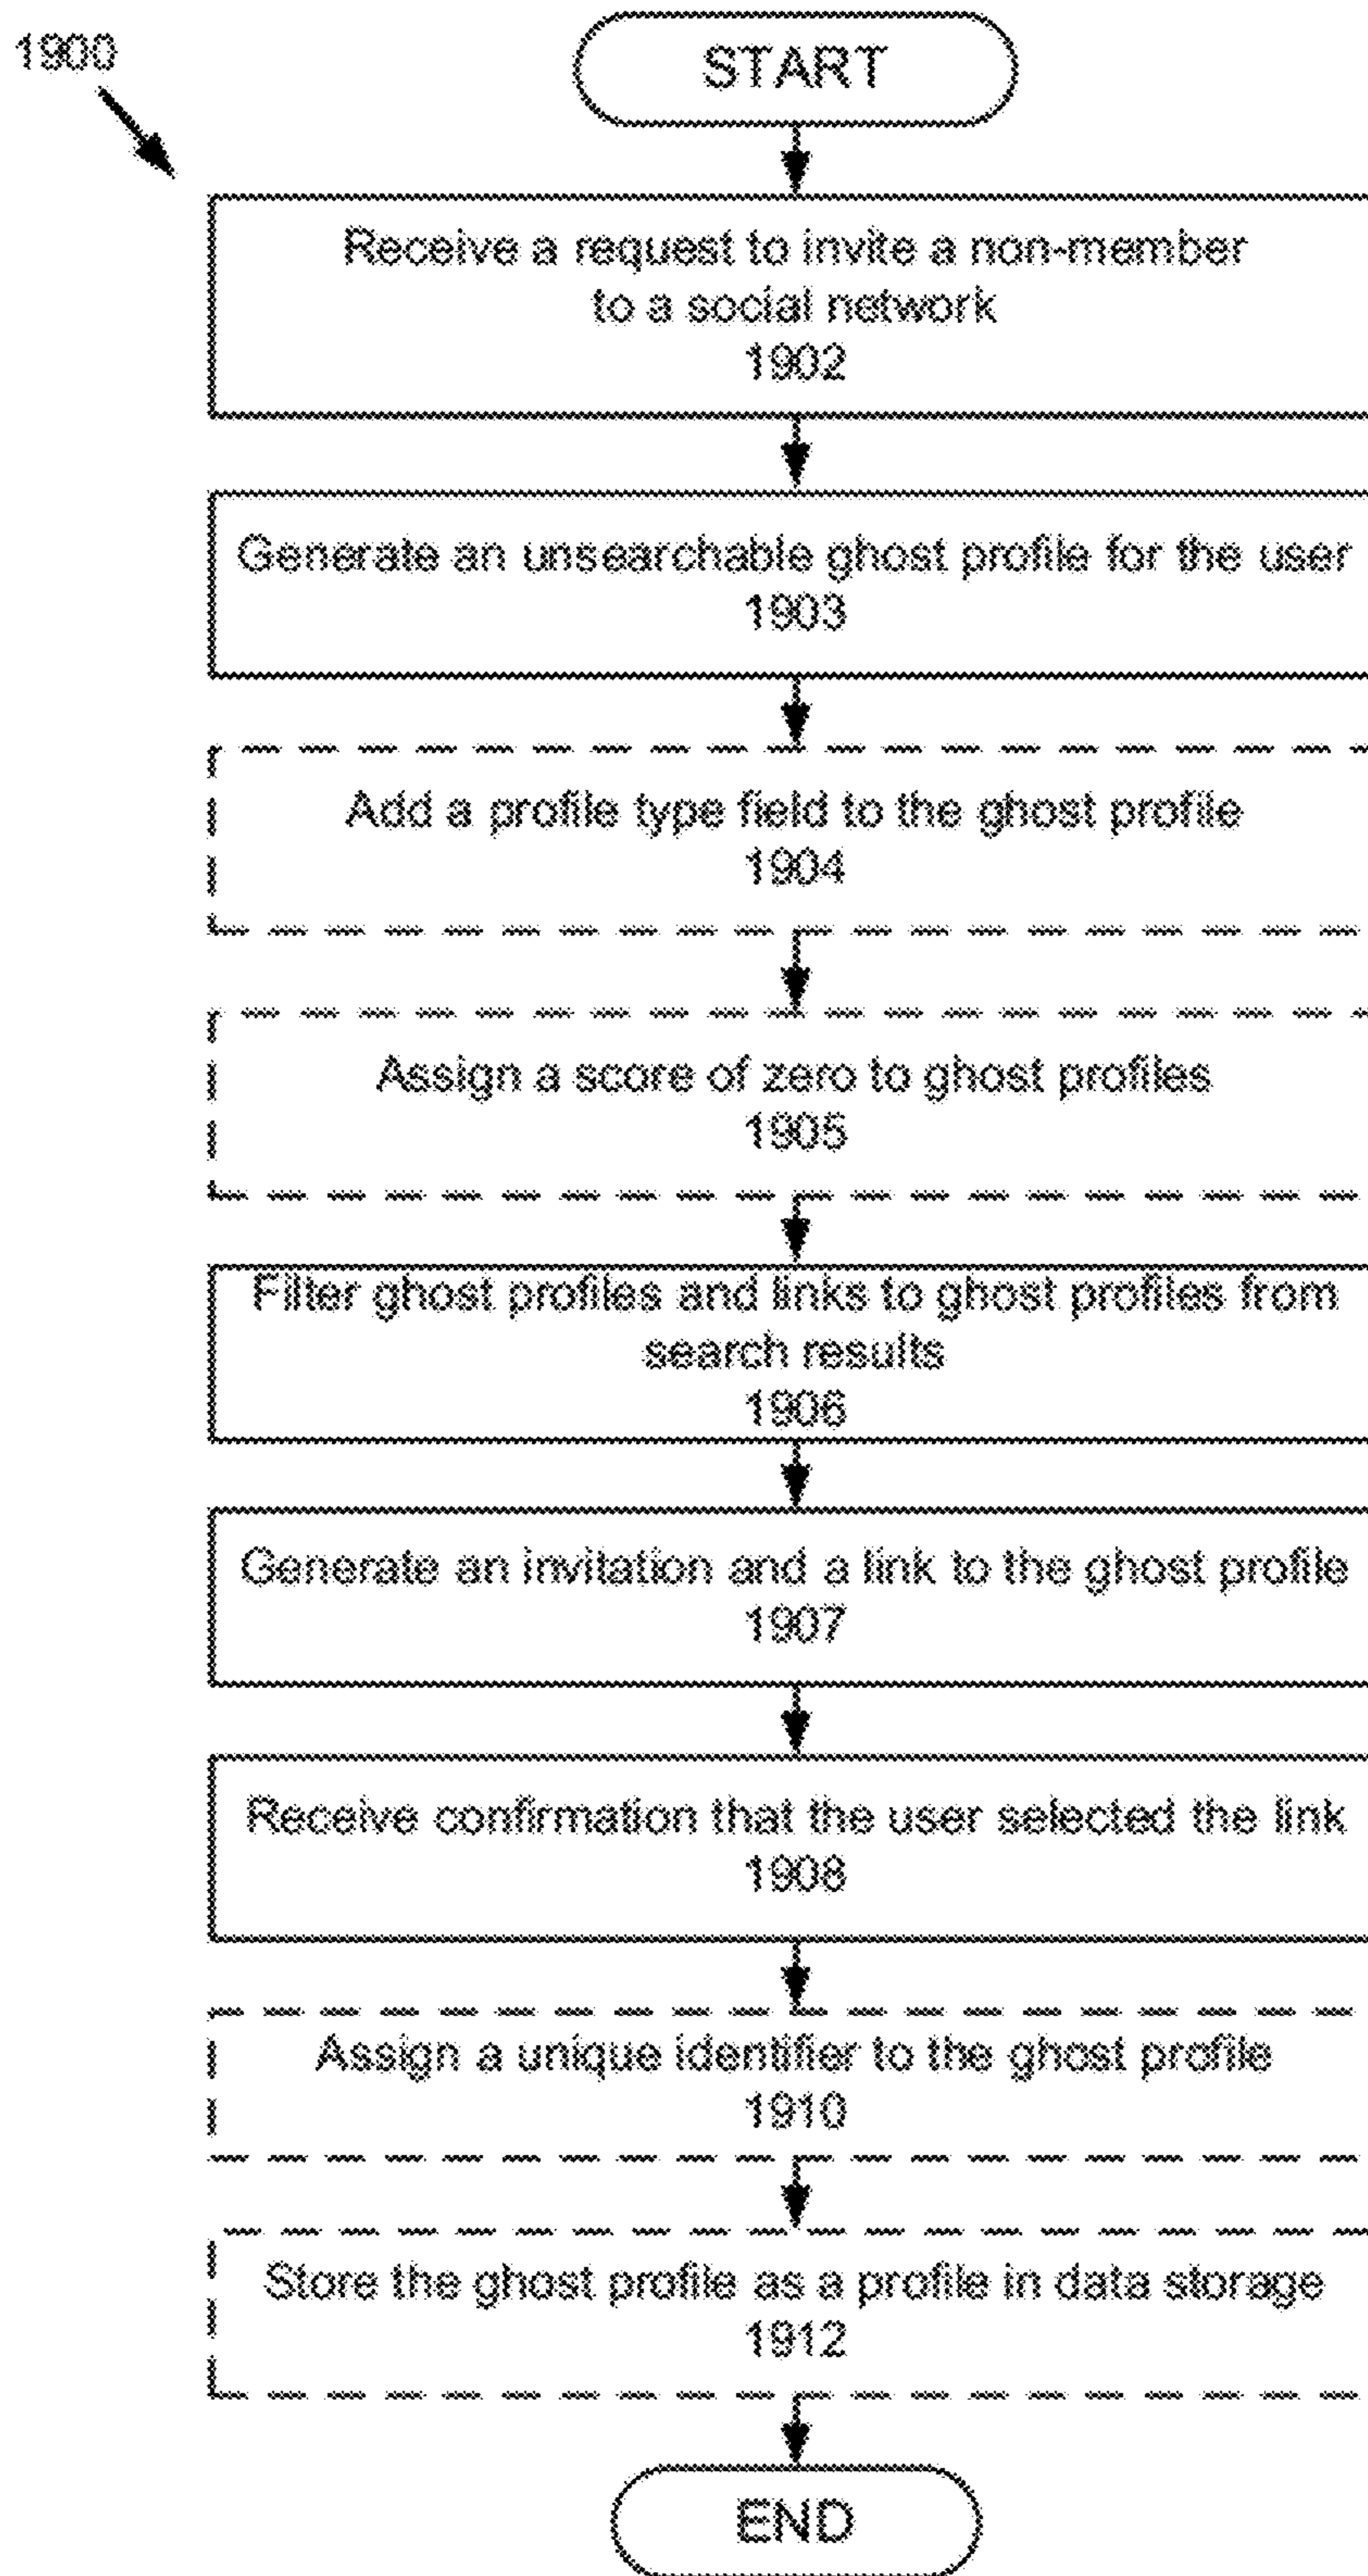 1900
START
Receive a request to invite a non-member
to a social network
1902
Generate an unsearchable ghost profile for the user
1903
Add a profile type field to the ghost profile
1904
Assign a score of zero to ghost profiles
1905
Filter ghost profiles and links to ghost profiles from
search results
1906
Generate an invitation and a link to the ghost profile
1907
Receive confirmation that the user selected the link
1908
Assign a unique identifier to the ghost profile
1910
Store the ghost profile as a profile in data storage
1912
END